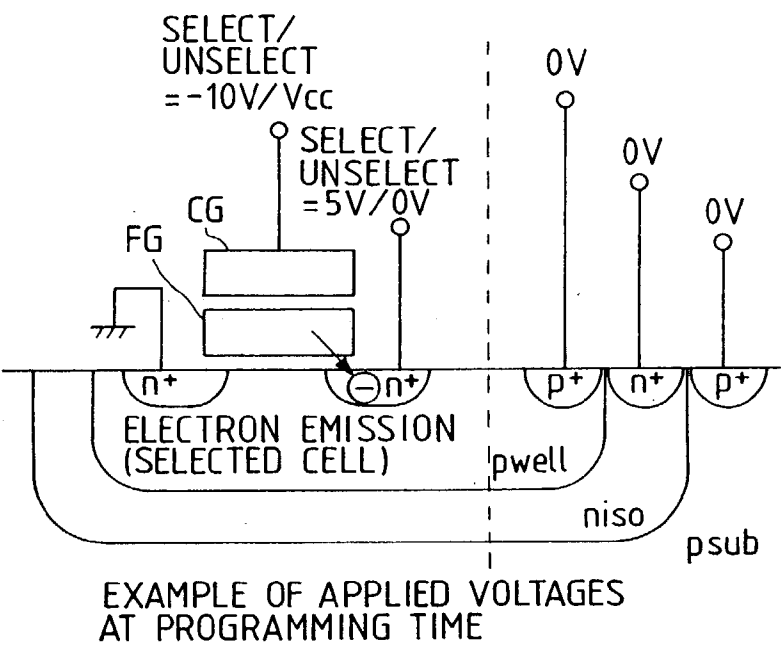 SELECT/
UNSELECT
=-10V/Vcc
SELECT/
UNSELECT
=5V/0V
0V
0V
0V
CG
FG
n+
− n+
p+
n+
p+
ELECTRON EMISSION
(SELECTED CELL)
pwell
niso
psub
EXAMPLE OF APPLIED VOLTAGES
AT PROGRAMMING TIME